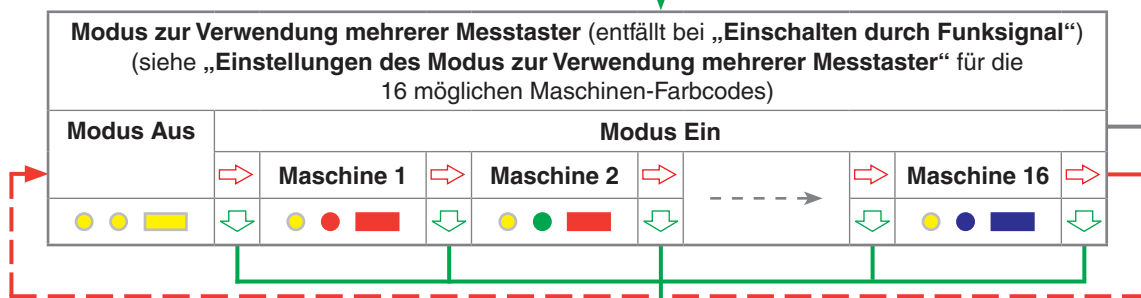 Modus zur Verwendung mehrerer Messtaster (entfällt bei „Einschalten durch Funksignal“)
(siehe „Einstellungen des Modus zur Verwendung mehrerer Messtaster“ für die
16 möglichen Maschinen-Farbcodes)
Modus Aus Modus Ein
Maschine 1 Maschine 2 Maschine 16